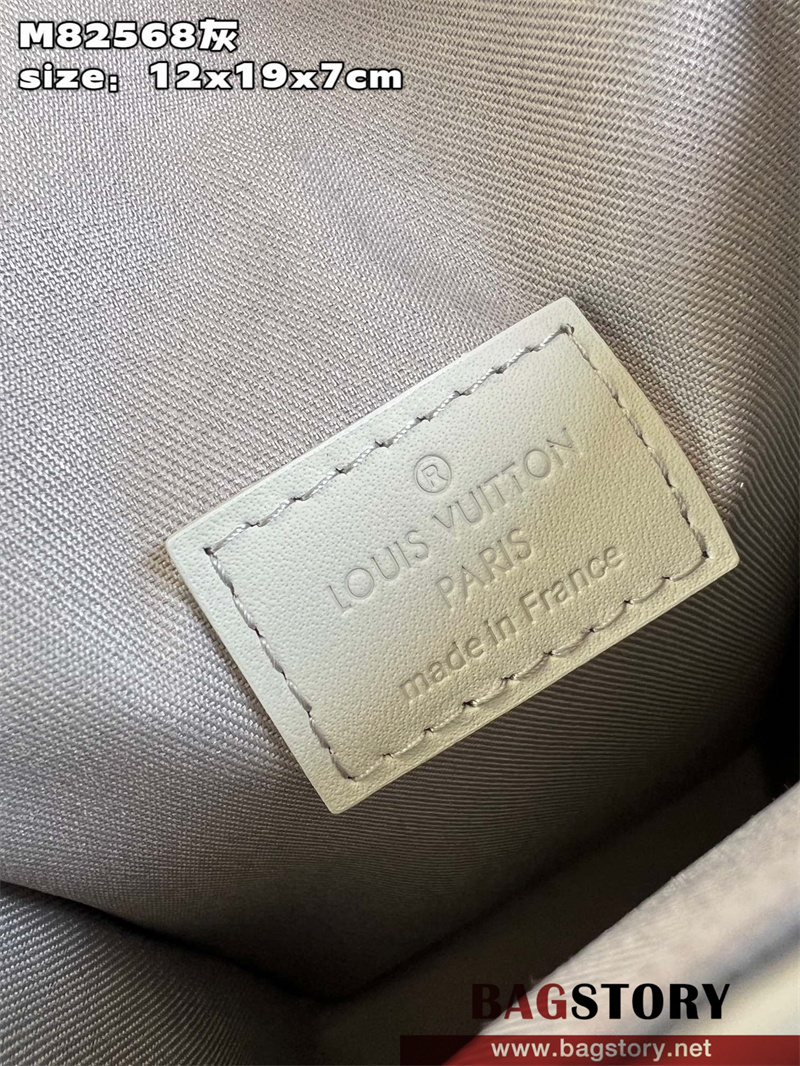 M82568灰
size：12x19x7cm
®
LOUIS VUITTON
PARIS
made in France
BAGSTORY
www.bagstory.net